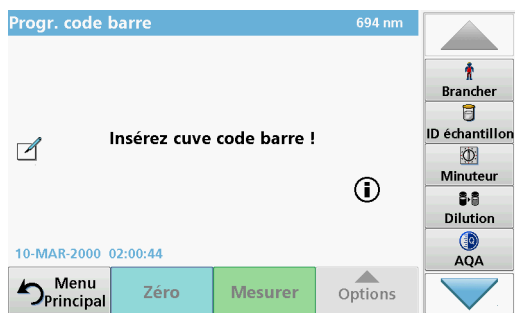 Progr. code barre 694 nm
Insérez cuve code barre !
10-MAR-2000 02:00:44
Menu
Principal
Zéro
Mesurer
Options
Brancher
ID échantillon
Minuteur
Dilution
AQA